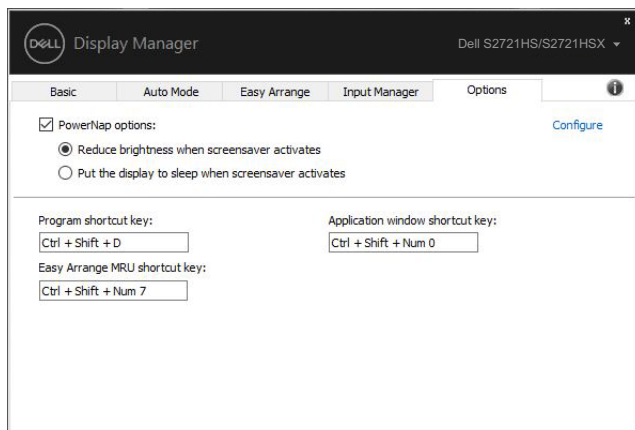 x
DELL Display Manager Dell S2721HS/S2721HSX
Basic Auto Mode Easy Arrange Input Manager Options i
PowerNap options: Configure
Reduce brightness when screensaver activates
Put the display to sleep when screensaver activates
Program shortcut key: Application window shortcut key:
Ctrl + Shift + D Ctrl + Shift + Num 0
Easy Arrange MRU shortcut key:
Ctrl + Shift + Num 7